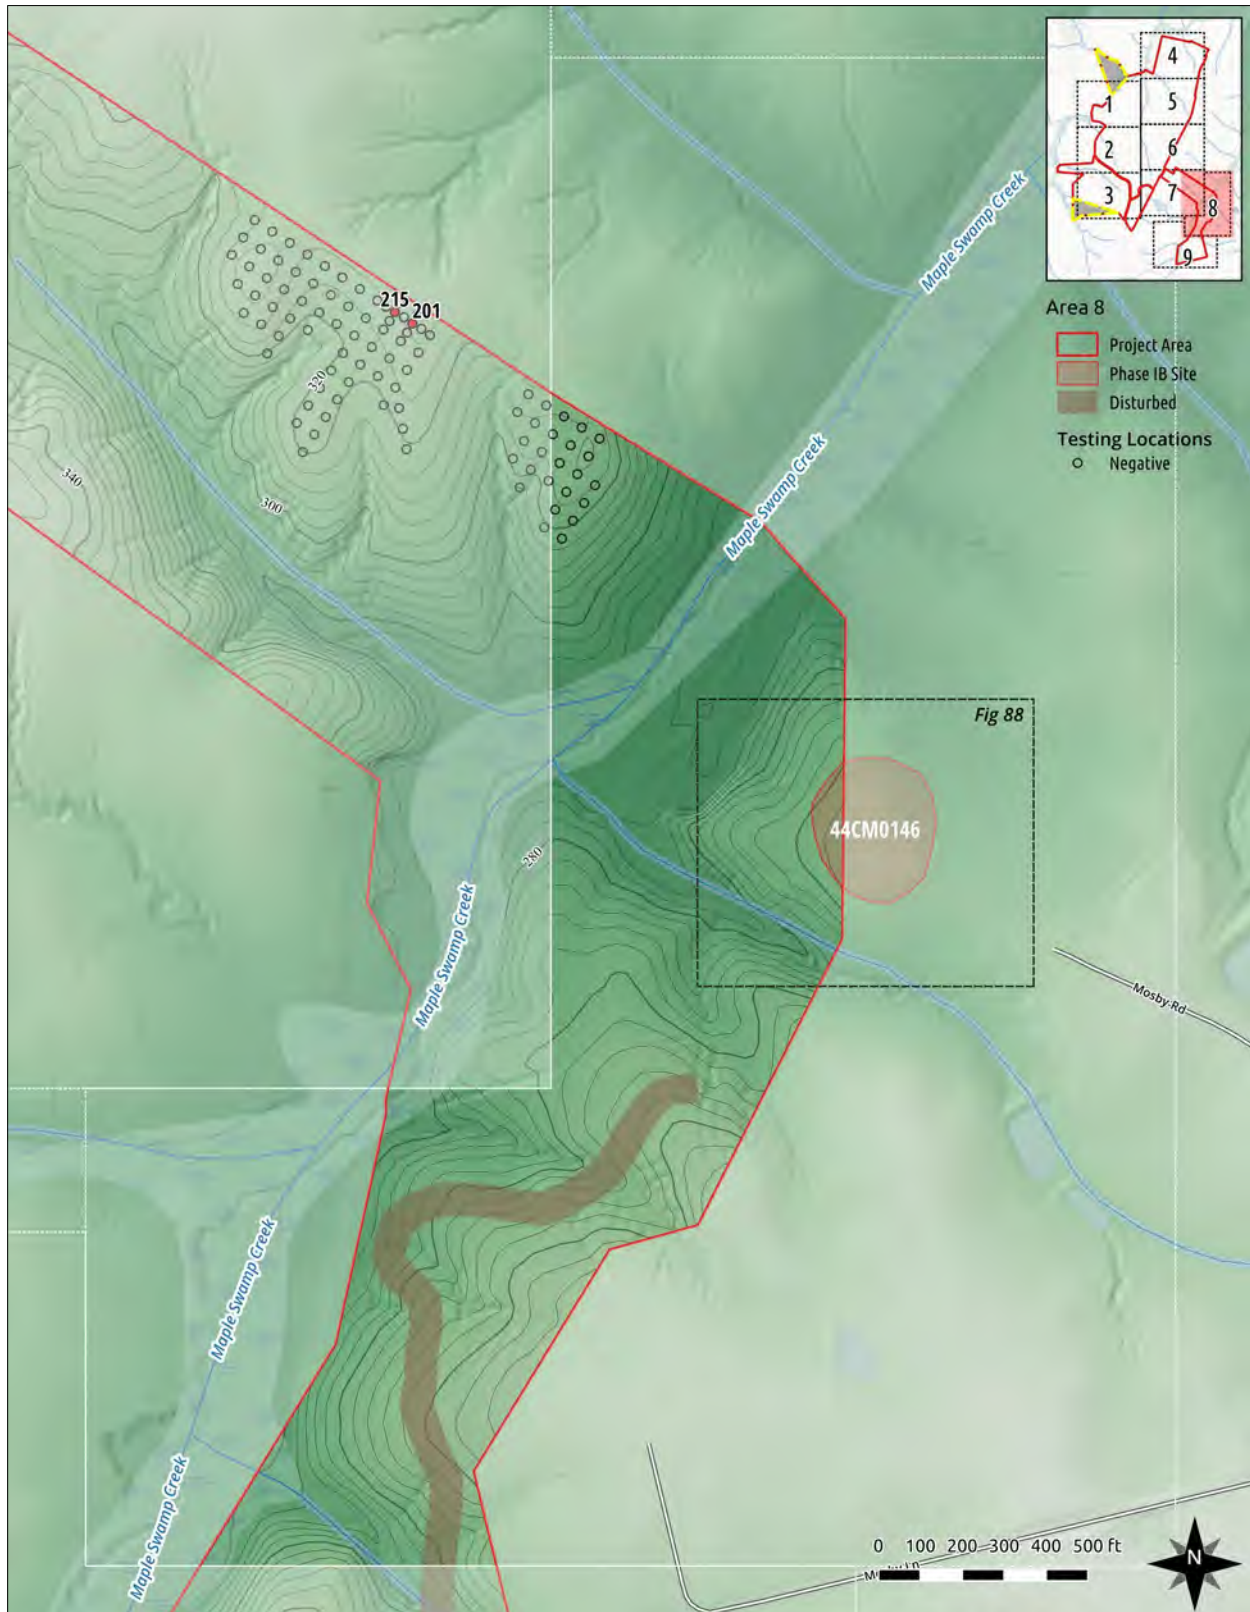 4
1
5
2
6
3
7
8
9
Area 8
Project Area
Phase IB Site
Disturbed
Testing Locations
Negative
Maple Swamp Creek
215
201
320
340
300
Maple Swamp Creek
Fig 88
44CM0146
280
Maple Swamp Creek
Mosby Rd
Maple Swamp Creek
Maple Swamp Creek
0 100 200 300 400 500 ft
N